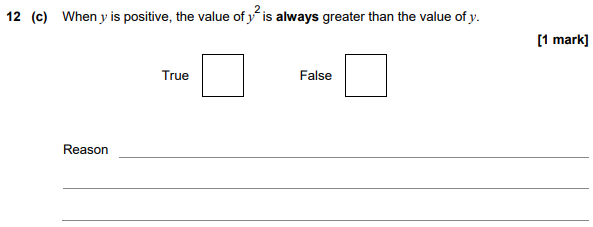 12 (c) When y is positive, the value of y² is always greater than the value of y.
[1 mark]
True False
Reason